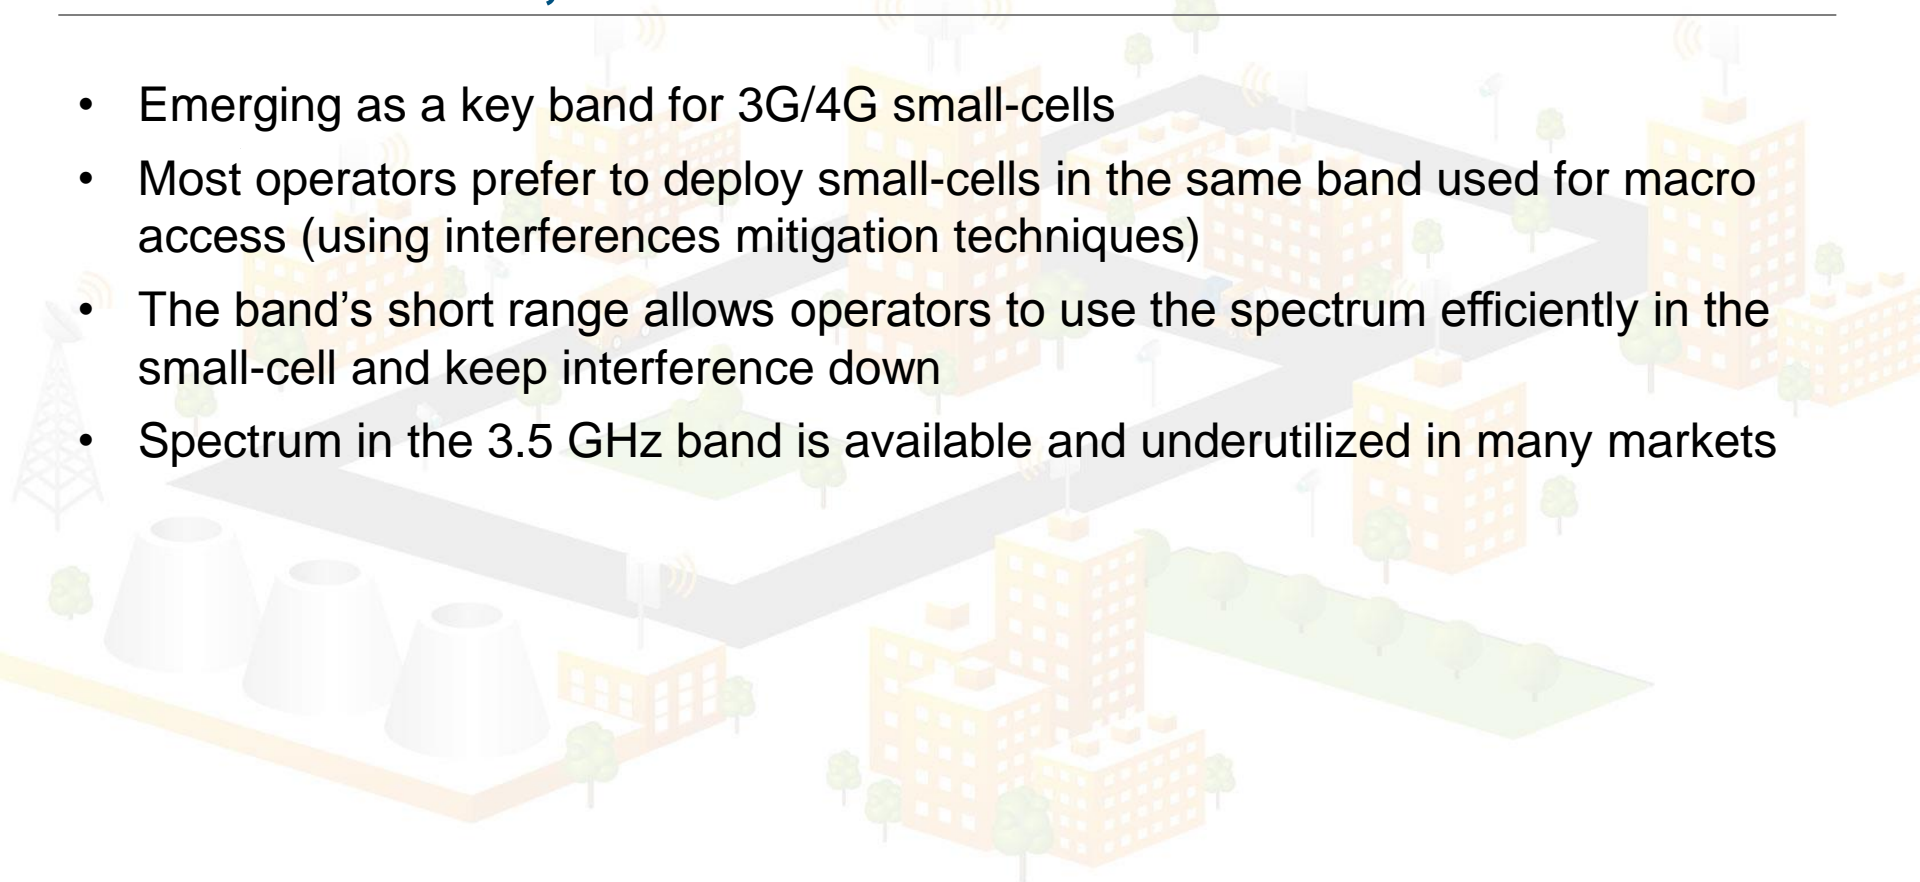 • Emerging as a key band for 3G/4G small-cells
• Most operators prefer to deploy small-cells in the same band used for macro
access (using interferences mitigation techniques)
• The band’s short range allows operators to use the spectrum efficiently in the
small-cell and keep interference down
• Spectrum in the 3.5 GHz band is available and underutilized in many markets